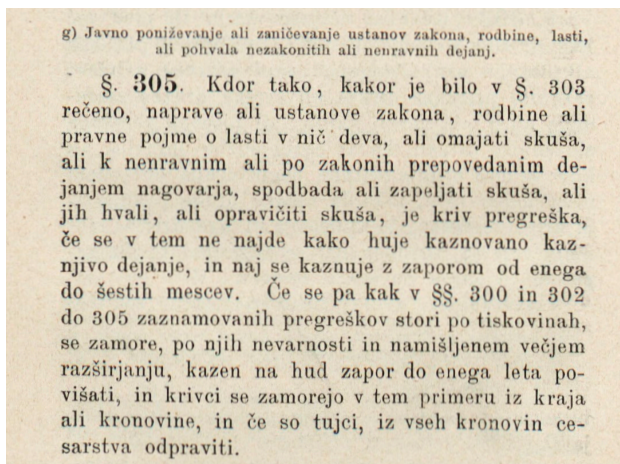 g) Javno poniževanje ali zaničevanje ustanov zakona, rodbine, lasti,
ali pohvala nezakonitih ali nenravnih dejanj.
§. 305. Kdor tako, kakor je bilo v §. 303
rečeno, naprave ali ustanove zakona, rodbine ali
pravne pojme o lasti v nič deva, ali omajati skuša,
ali k nenravnim ali po zakonih prepovedanim de-
janjem nagovarja, spodbada ali zapeljati skuša, ali
jih hvali, ali opravičiti skuša, je kriv pregreška,
če se v tem ne najde kako huje kaznovano kaz-
njivo dejanje, in naj se kaznuje z zaporom od enega
do šestih mescev. Če se pa kak v §§. 300 in 302
do 305 zaznamovanih pregreškov stori po tiskovinah,
se zamore, po njih nevarnosti in namišljenem večjem
razširjanju, kazen na hud zapor do enega leta po-
višati, in krivci se zamorejo v tem primeru iz kraja
ali kronovine, in če so tujci, iz vseh kronovin ce-
sarstva odpraviti.